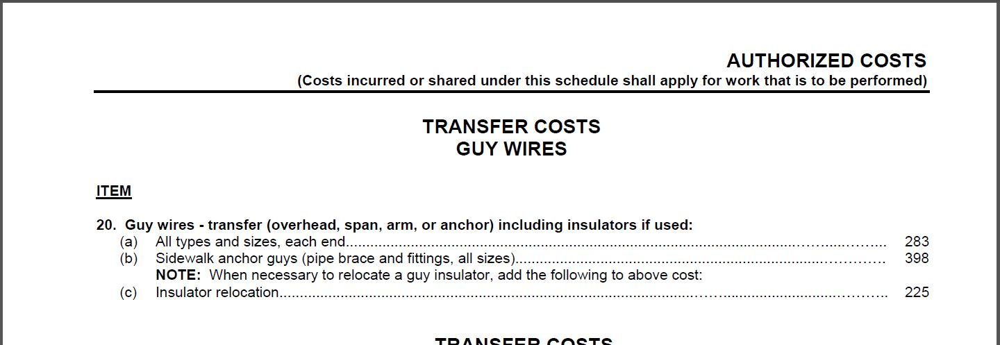 AUTHORIZED COSTS
(Costs incurred or shared under this schedule shall apply for work that is to be performed)
TRANSFER COSTS
GUY WIRES
ITEM
20. Guy wires - transfer (overhead, span, arm, or anchor) including insulators if used:
(a) All types and sizes, each end.......................................................................................................…….....…….... 283
(b) Sidewalk anchor guys (pipe brace and fittings, all sizes)............................................................................…………. 398
NOTE: When necessary to relocate a guy insulator, add the following to above cost:
(c) Insulator relocation.....................................................................................................……...........................……….. 225
TRANSFER COSTS